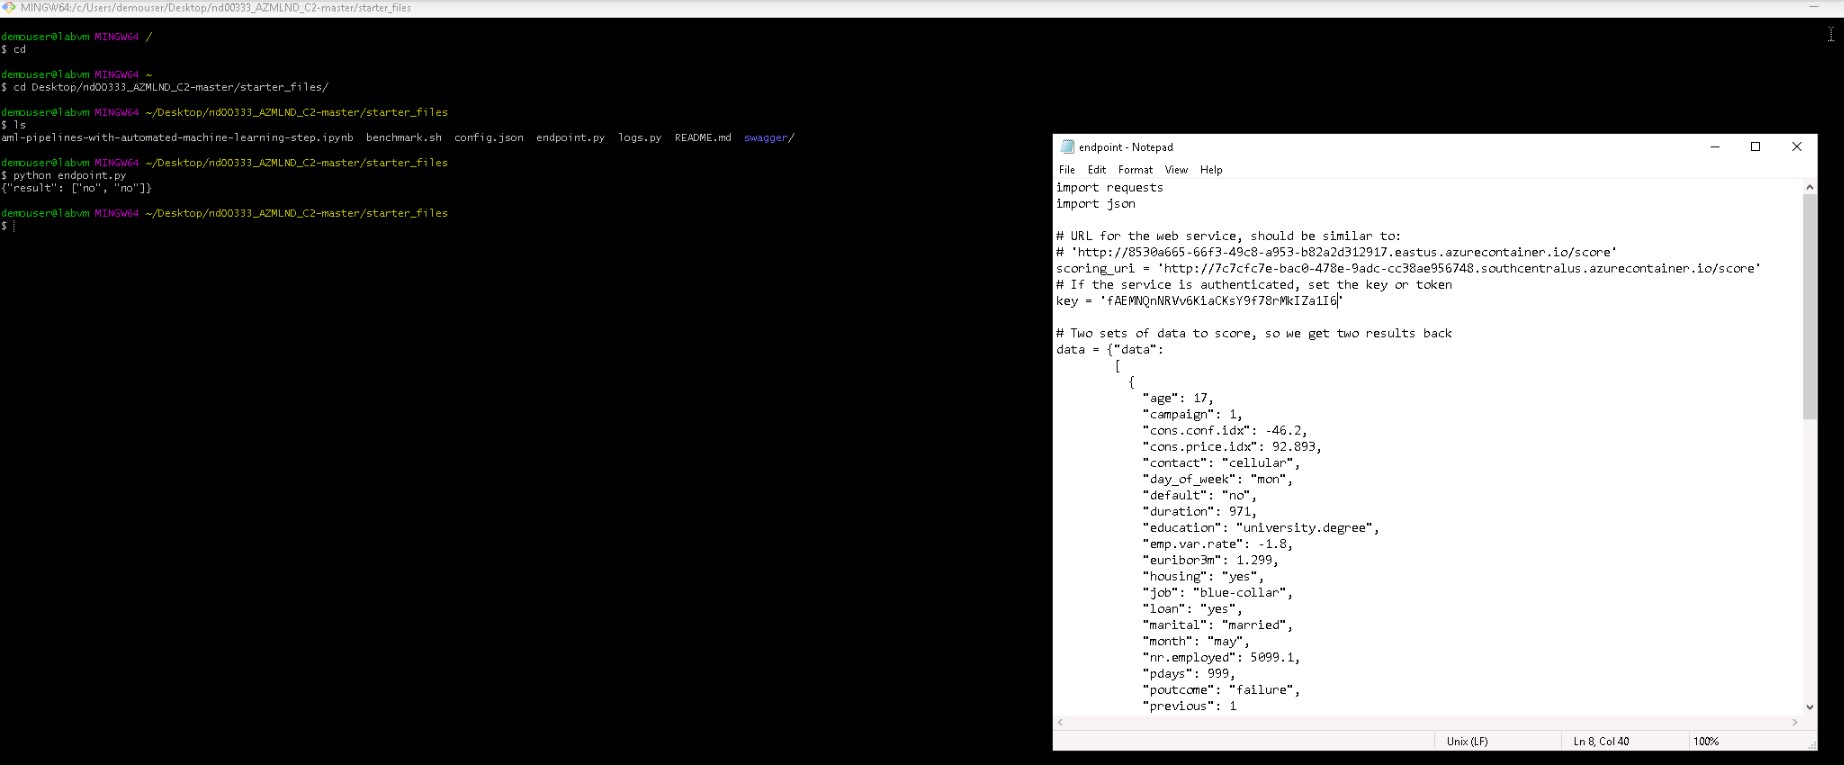 MINGW64:/c/Users/demouser/Desktop/nd00333_AZMLND_C2-master/starter_files
demouser@labvm MINGW64 /
$ cd
demouser@labvm MINGW64 ~
$ cd Desktop/nd00333_AZMLND_C2-master/starter_files/
demouser@labvm MINGW64 ~/Desktop/nd00333_AZMLND_C2-master/starter_files
$ ls
aml-pipelines-with-automated-machine-learning-step.ipynb benchmark.sh config.json endpoint.py logs.py README.md swagger/
demouser@labvm MINGW64 ~/Desktop/nd00333_AZMLND_C2-master/starter_files
$ python endpoint.py
{"result": ["no", "no"]}
demouser@labvm MINGW64 ~/Desktop/nd00333_AZMLND_C2-master/starter_files
$
endpoint - Notepad
File Edit Format View Help
import requests
import json
# URL for the web service, should be similar to:
# 'http://8530a665-66f3-49c8-a953-b82a2d312917.eastus.azurecontainer.io/score'
scoring_uri = 'http://7c7cfc7e-bac0-478e-9adc-cc38ae956748.southcentralus.azurecontainer.io/score'
# If the service is authenticated, set the key or token
key = 'fAEMNQnNRVv6KiaCKsY9f78rMkIZa1I6'
# Two sets of data to score, so we get two results back
data = {"data":
[
{
"age": 17,
"campaign": 1,
"cons.conf.idx": -46.2,
"cons.price.idx": 92.893,
"contact": "cellular",
"day_of_week": "mon",
"default": "no",
"duration": 971,
"education": "university.degree",
"emp.var.rate": -1.8,
"euribor3m": 1.299,
"housing": "yes",
"job": "blue-collar",
"loan": "yes",
"marital": "married",
"month": "may",
"nr.employed": 5099.1,
"pdays": 999,
"poutcome": "failure",
"previous": 1
Unix (LF) Ln 8, Col 40 100%